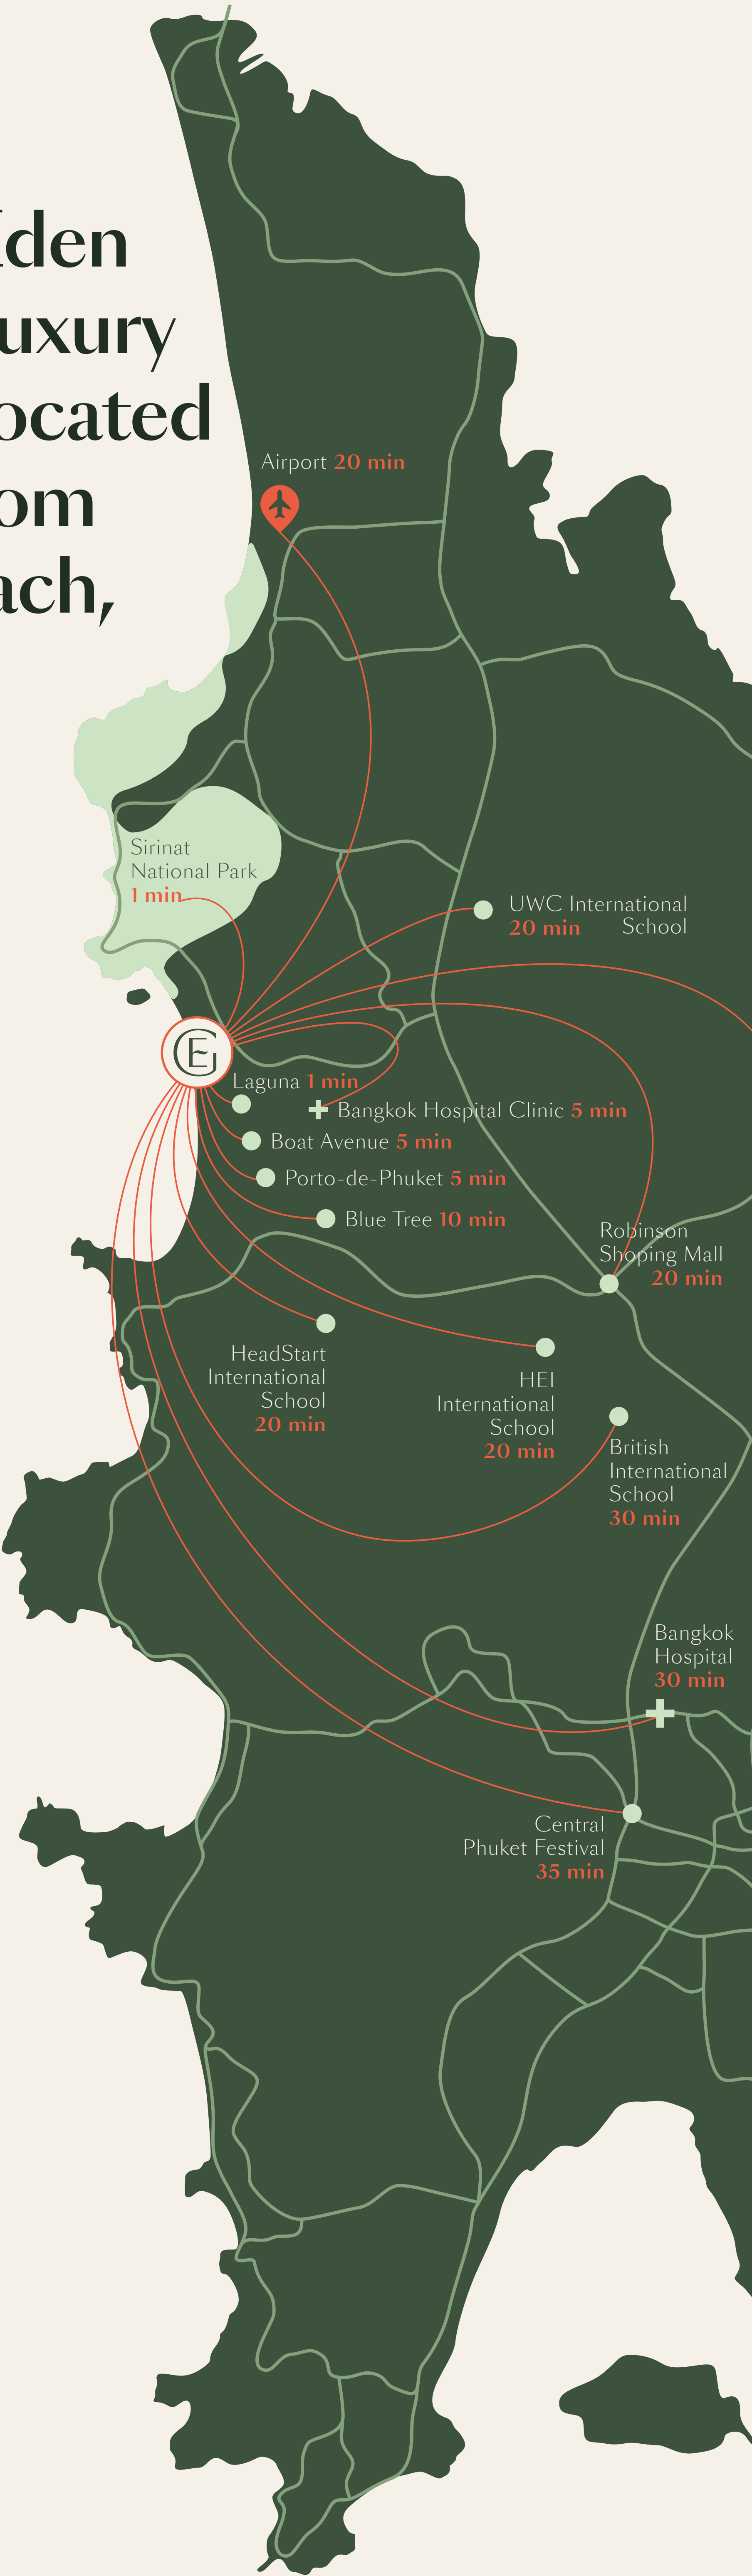 den
uxury
ocated
om
ach,
Airport 20 min
Sirinat
National Park
1 min
UWC International
20 min School
Laguna 1 min
Bangkok Hospital Clinic 5 min
Boat Avenue 5 min
Porto-de-Phuket 5 min
Blue Tree 10 min
Robinson
Shoping Mall
20 min
HeadStart
International
School
20 min
HEI
International
School
20 min
British
International
School
30 min
Bangkok
Hospital
30 min
Central
Phuket Festival
35 min